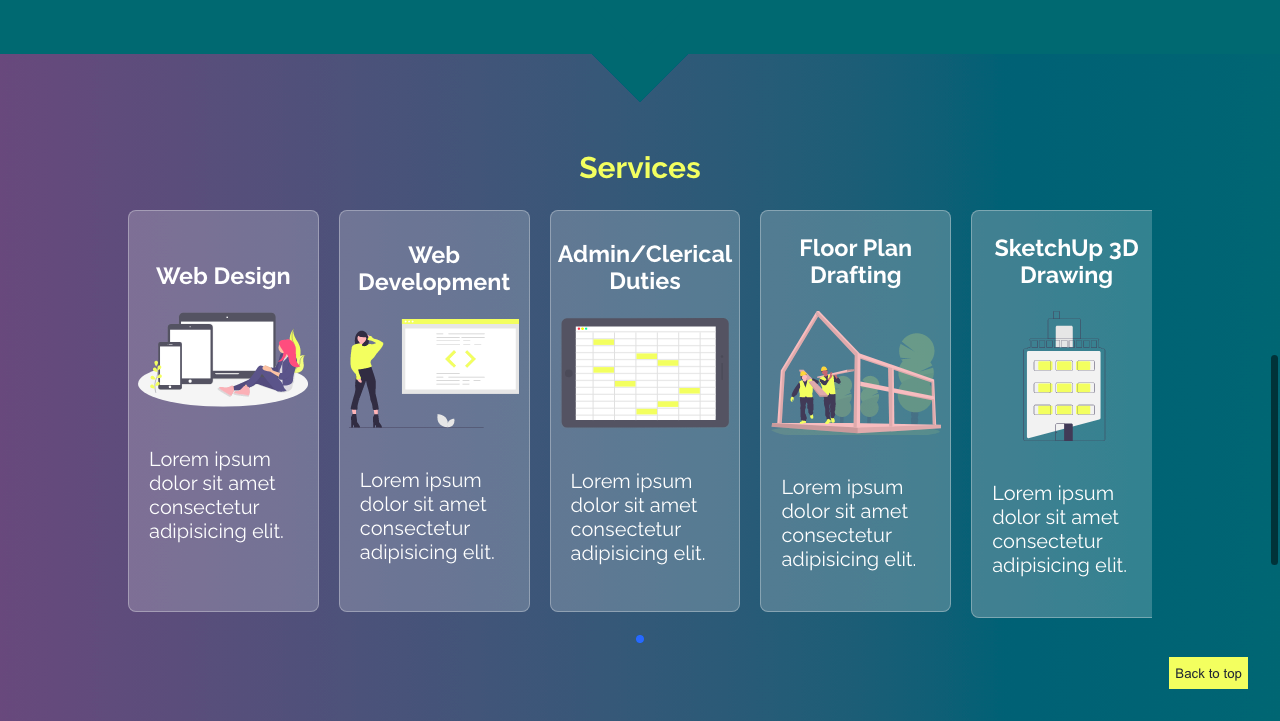 Services
Web Design
Lorem ipsum
dolor sit amet
consectetur
adipisicing elit.
Web
Development
Lorem ipsum
dolor sit amet
consectetur
adipisicing elit.
Admin/Clerical
Duties
Lorem ipsum
dolor sit amet
consectetur
adipisicing elit.
Floor Plan
Drafting
Lorem ipsum
dolor sit amet
consectetur
adipisicing elit.
SketchUp 3D
Drawing
Lorem ipsum
dolor sit amet
consectetur
adipisicing elit.
Back to top